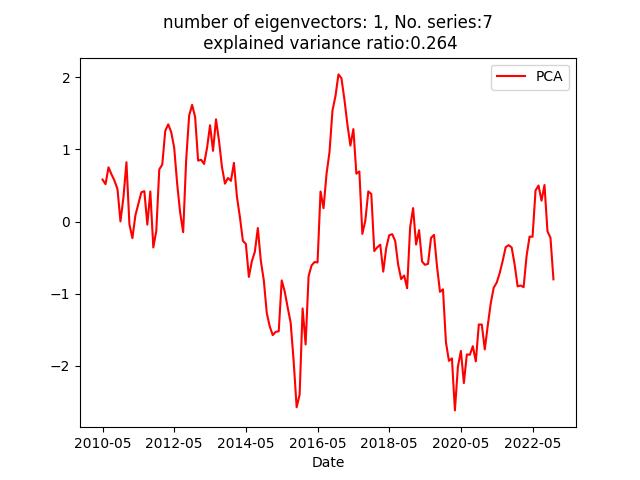 number of eigenvectors: 1, No. series:7
explained variance ratio:0.264
PCA
2
1
0
−1
−2
2010-05 2012-05 2014-05 2016-05 2018-05 2020-05 2022-05
Date